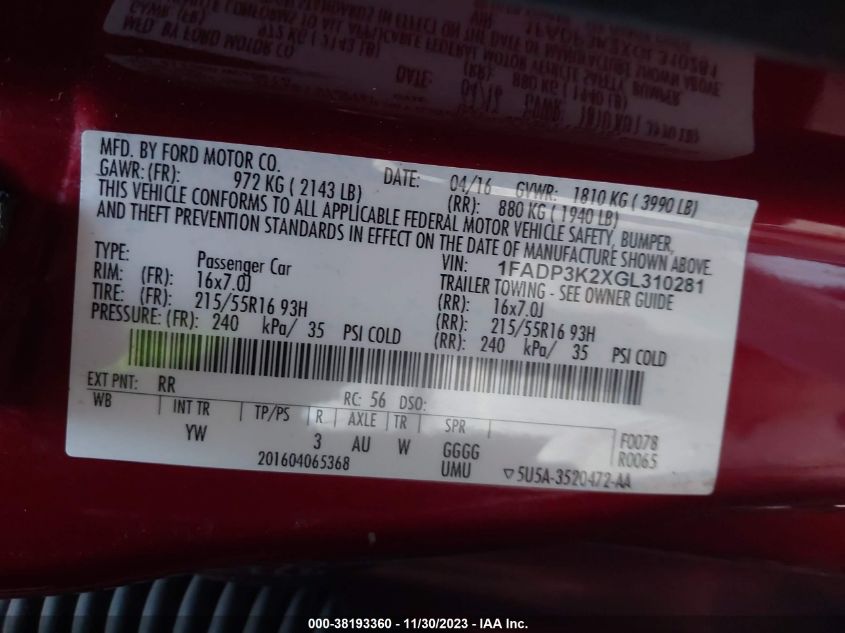 MFD. BY FORD MOTOR CO. DATE: 04/16 GVWR: 1810 KG ( 3990 LB)
GAWR: (FR): 972 KG ( 2143 LB) (RR): 880 KG ( 1940 LB)
THIS VEHICLE CONFORMS TO ALL APPLICABLE FEDERAL MOTOR VEHICLE SAFETY, BUMPER,
AND THEFT PREVENTION STANDARDS IN EFFECT ON THE DATE OF MANUFACTURE SHOWN ABOVE.
VIN: 1FADP3K2XGL310281
TYPE: Passenger Car TRAILER TOWING - SEE OWNER GUIDE
RIM: (FR): 16x7.0J (RR): 16x7.0J
TIRE: (FR): 215/55R16 93H (RR): 215/55R16 93H
PRESSURE: (FR): 240 kPa/ 35 PSI COLD (RR): 240 kPa/ 35 PSI COLD
EXT PNT: RR RC: 56 DSO:
WB INT TR TP/PS R AXLE TR SPR
YW 3 AU W GGGG F0078
201604065368 UMU R0065
▽5U5A-3520472-AA
000-38193360 - 11/30/2023 - IAA Inc.